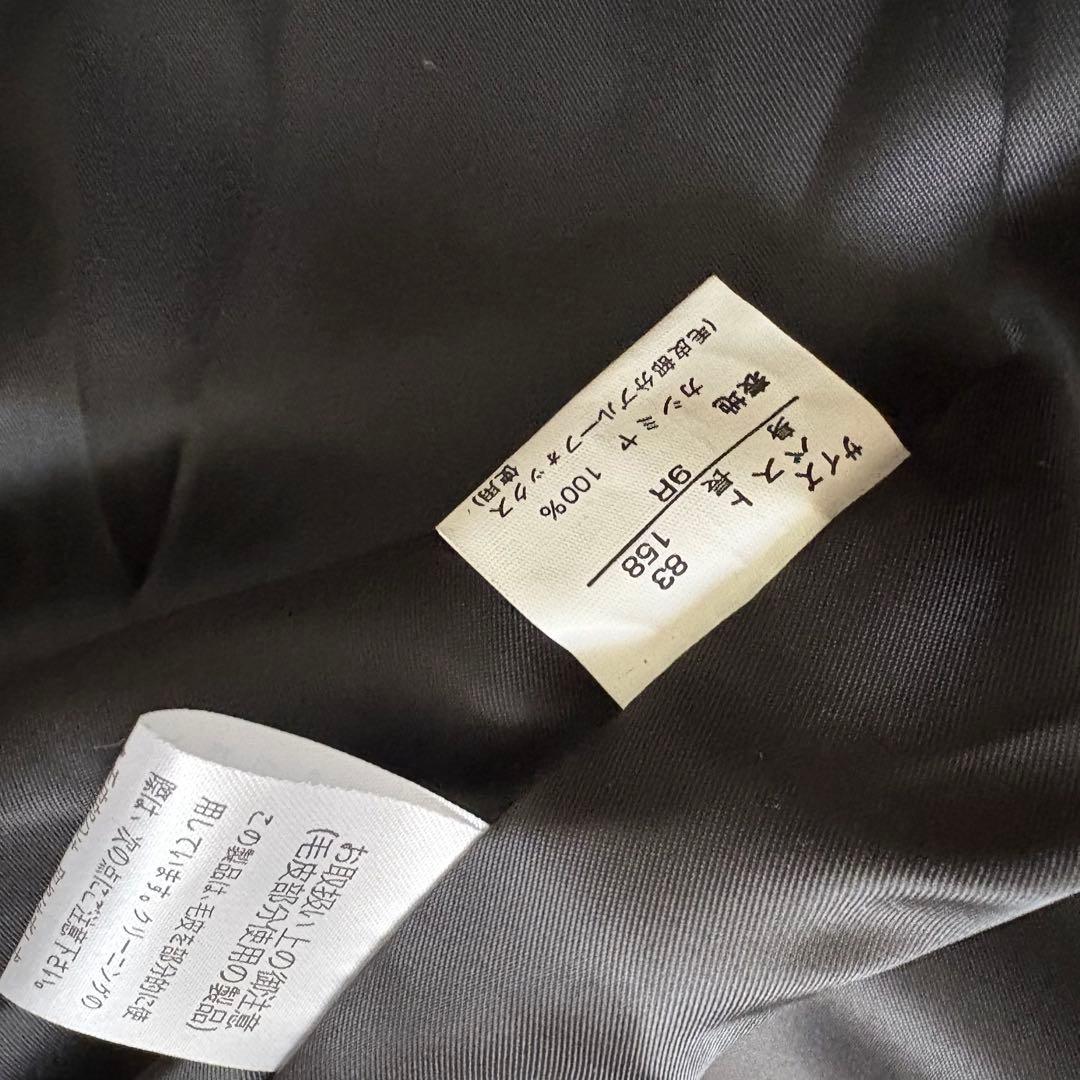 サイズ
バスト 83
身長 158
9R
表地
カシミヤ 100%
(毛皮部分ブルーフォックス
使用)
お取扱い上の御注意
(毛皮部分使用の製品)
この製品は、毛皮を部分的に使
用しています。クリーニングの
際は、次の点にご注意下さい。